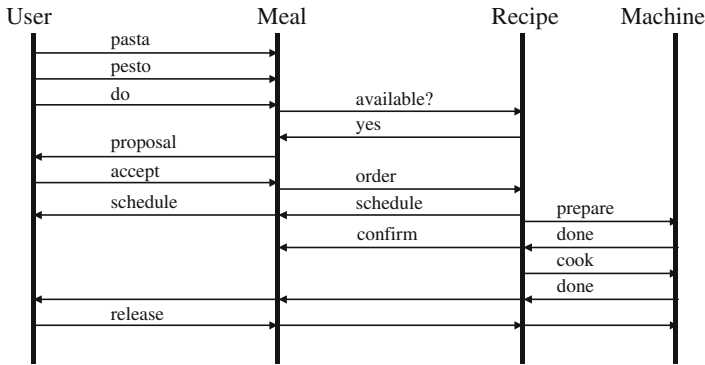 User Meal Recipe Machine
pasta
pesto
do
available?
yes
proposal
accept
order
schedule schedule
prepare
confirm done
cook
done
release